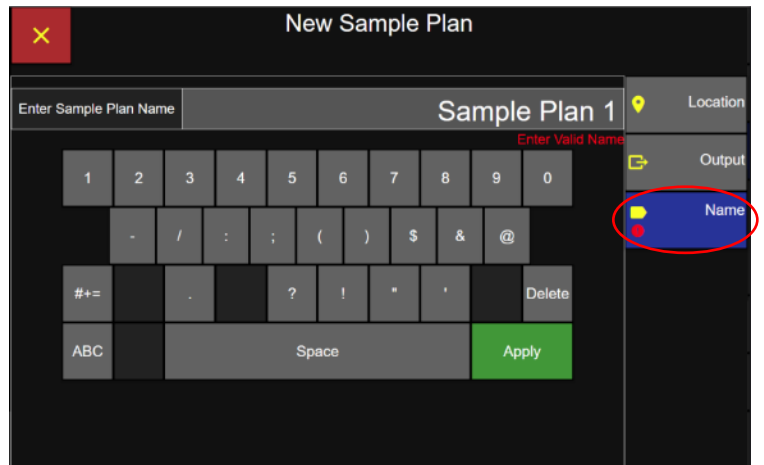 ×
New Sample Plan
Enter Sample Plan Name
Sample Plan 1
Enter Valid Name
Location
Output
Name
1 2 3 4 5 6 7 8 9 0
- / : ; ( ) $ & @
#+= . ? ! " ' Delete
ABC Space Apply